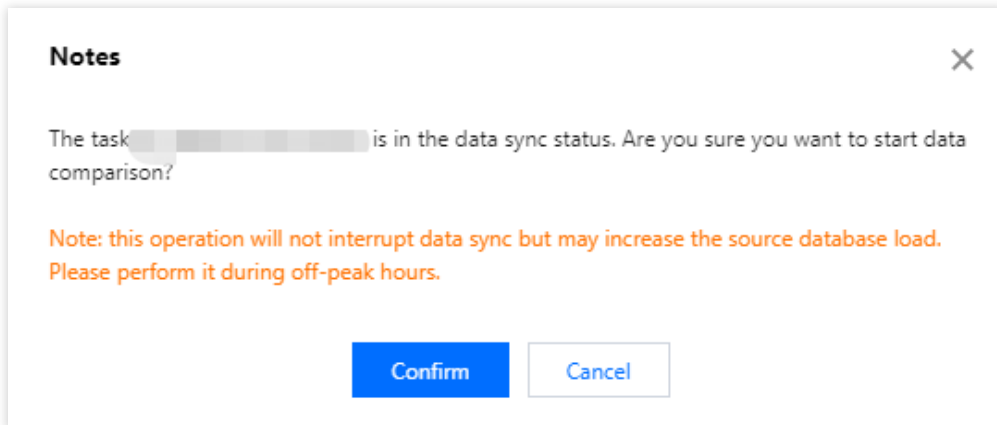 Notes
The task is in the data sync status. Are you sure you want to start data
comparison?
Note: this operation will not interrupt data sync but may increase the source database load.
Please perform it during off-peak hours.
Confirm Cancel